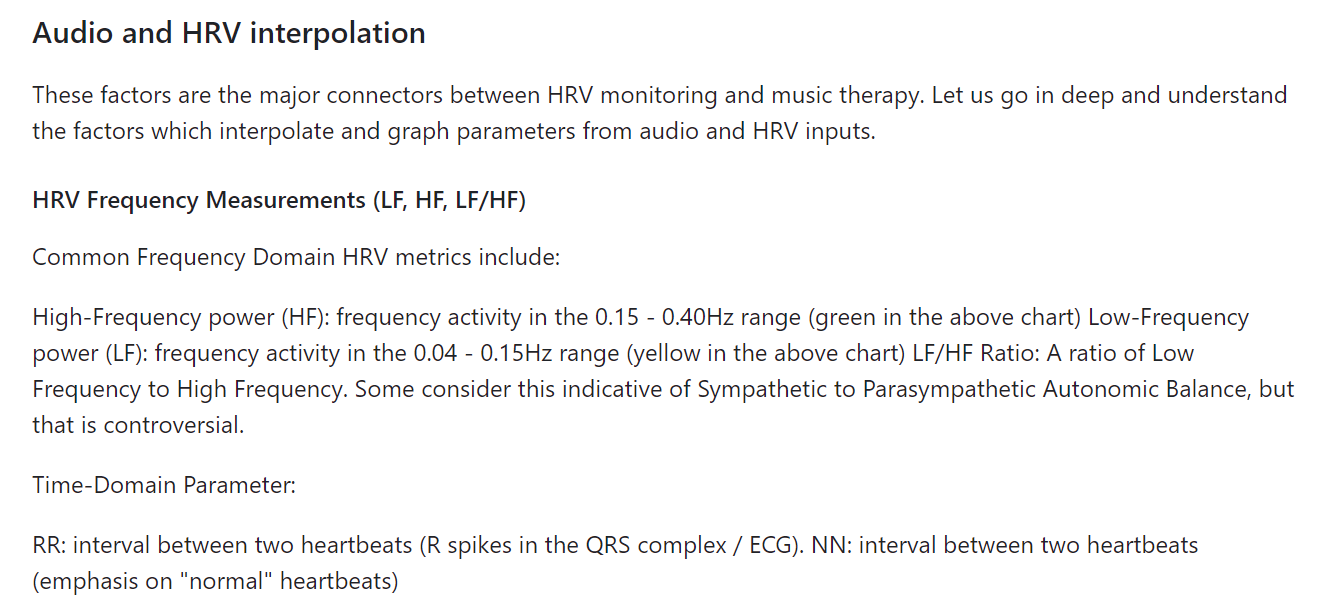 Audio and HRV interpolation
These factors are the major connectors between HRV monitoring and music therapy. Let us go in deep and understand
the factors which interpolate and graph parameters from audio and HRV inputs.
HRV Frequency Measurements (LF, HF, LF/HF)
Common Frequency Domain HRV metrics include:
High-Frequency power (HF): frequency activity in the 0.15 - 0.40Hz range (green in the above chart) Low-Frequency
power (LF): frequency activity in the 0.04 - 0.15Hz range (yellow in the above chart) LF/HF Ratio: A ratio of Low
Frequency to High Frequency. Some consider this indicative of Sympathetic to Parasympathetic Autonomic Balance, but
that is controversial.
Time-Domain Parameter:
RR: interval between two heartbeats (R spikes in the QRS complex / ECG). NN: interval between two heartbeats
(emphasis on "normal" heartbeats)